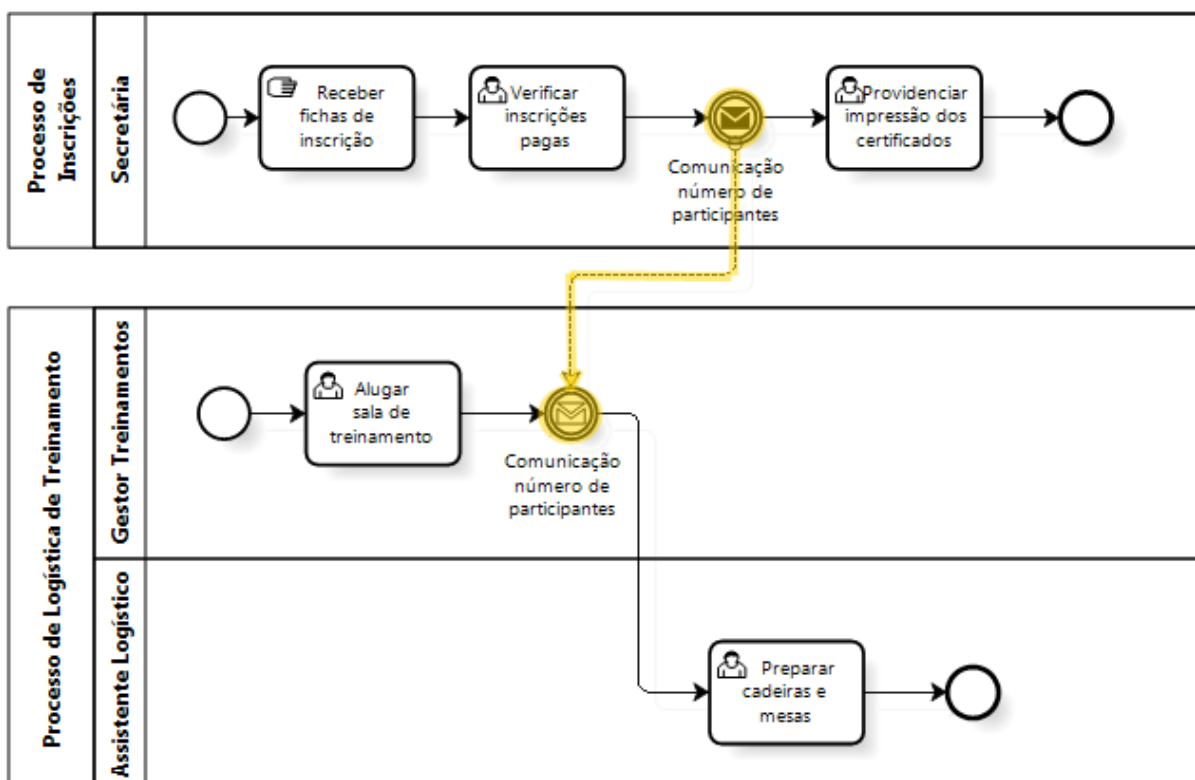 Processo de
Inscrições
Secretária
Receber
fichas de
inscrição
Verificar
inscrições
pagas
Comunicação
número de
participantes
Providenciar
impressão dos
certificados
Processo de Logística de Treinamento
Gestor Treinamentos
Alugar
sala de
treinamento
Comunicação
número de
participantes
Assistente Logístico
Preparar
cadeiras e
mesas